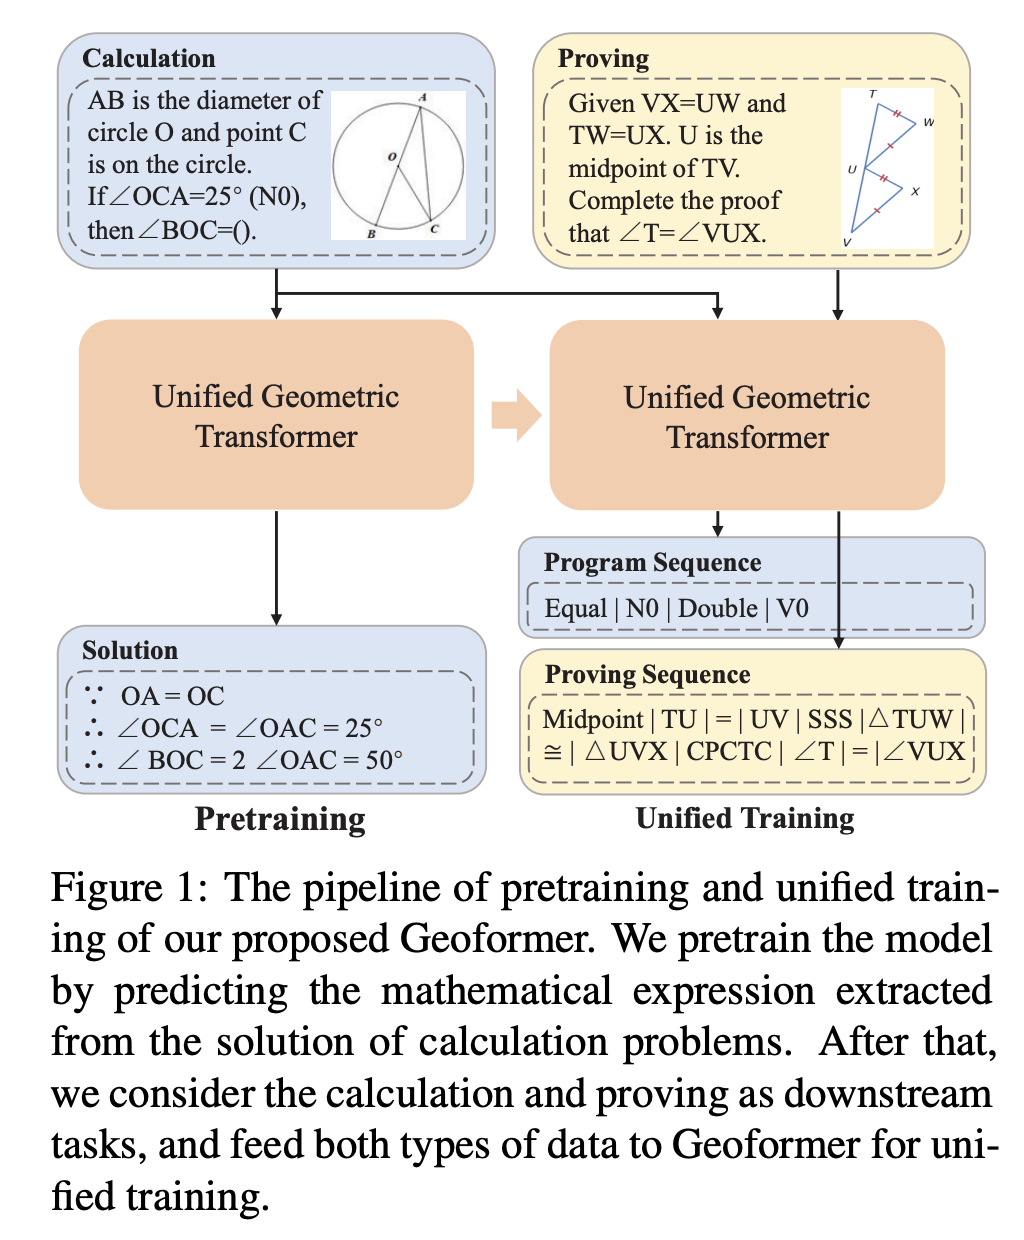 Calculation
AB is the diameter of
circle O and point C
is on the circle.
If∠OCA=25° (N0),
then∠BOC=().
A
O
B
C
Proving
Given VX=UW and
TW=UX. U is the
midpoint of TV.
Complete the proof
that ∠T=∠VUX.
T
W
U
X
V
Unified Geometric
Transformer
Unified Geometric
Transformer
Solution
∵ OA = OC
∴ ∠OCA = ∠OAC = 25°
∴ ∠ BOC = 2 ∠OAC = 50°
Pretraining
Program Sequence
Equal | N0 | Double | V0
Proving Sequence
Midpoint | TU | = | UV | SSS |△TUW |
≅ | △UVX | CPCTC | ∠T | = |∠VUX
Unified Training
Figure 1: The pipeline of pretraining and unified train-
ing of our proposed Geoformer. We pretrain the model
by predicting the mathematical expression extracted
from the solution of calculation problems. After that,
we consider the calculation and proving as downstream
tasks, and feed both types of data to Geoformer for uni-
fied training.